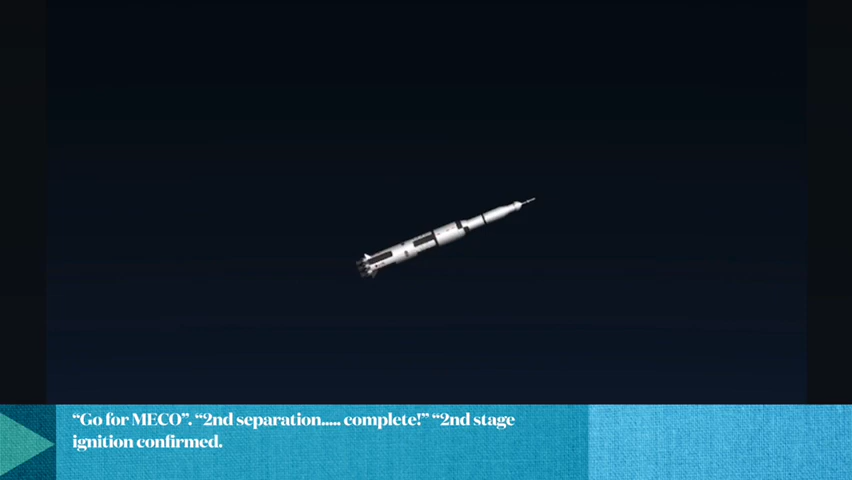 “Go for MECO”. “2nd separation..... complete!” “2nd stage
ignition confirmed.